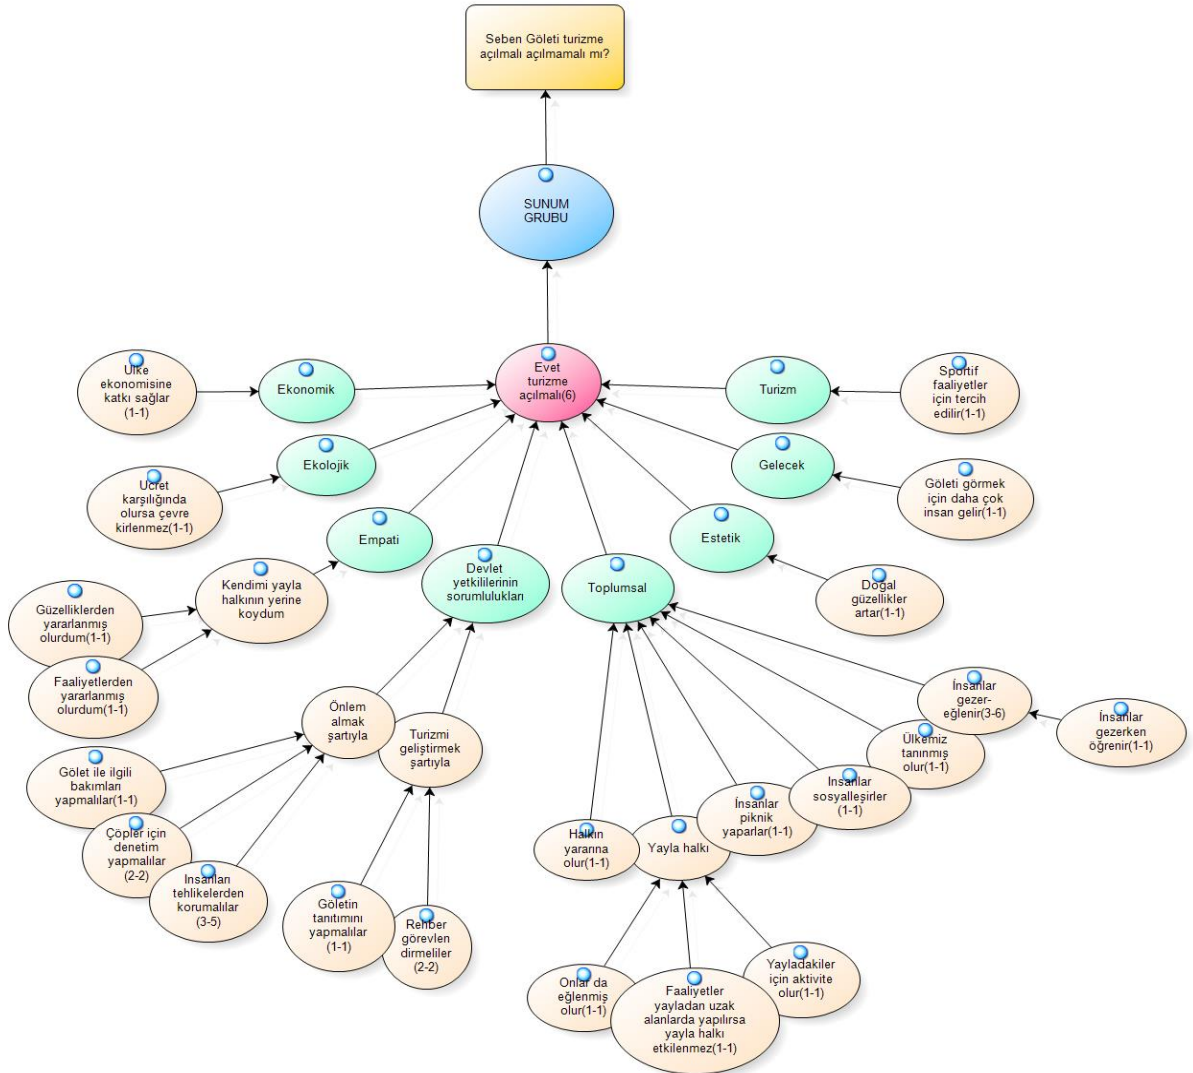 Seben Göleti turizme
açılmalı açılmamalı mı?
SUNUM
GRUBU
Evet
turizme
açılmalı(6)
Ülke
ekonomisine
katkı sağlar
(1-1)
Ekonomik
Turizm
Sportif
faaliyetler
için tercih
edilir(1-1)
Ücret
karşılığında
olursa çevre
kirlenmez(1-1)
Ekolojik
Gelecek
Göleti görmek
için daha çok
insan gelir(1-1)
Empati
Estetik
Kendimi yayla
halkının yerine
koydum
Devlet
yetkililerinin
sorumlulukları
Toplumsal
Doğal
güzellikler
artar(1-1)
Güzelliklerden
yararlanmış
olurdum(1-1)
Faaliyetlerden
yararlanmış
olurdum(1-1)
Önlem
almak
şartıyla
Turizmi
geliştirmek
şartıyla
İnsanlar
gezer-
eğlenir(3-6)
İnsanlar
gezerken
öğrenir(1-1)
Ülkemiz
tanınmış
olur(1-1)
Gölet ile ilgili
bakımları
yapmalılar(1-1)
Çöpler için
denetim
yapmalılar
(2-2)
İnsanları
tehlikelerden
korumalılar
(3-5)
Göletin
tanıtımını
yapmalılar
(1-1)
Rehber
görevlen
dirmeliler
(2-2)
Halkın
yararına
olur(1-1)
Yayla halkı
İnsanlar
piknik
yaparlar(1-1)
İnsanlar
sosyalleşirler
(1-1)
Onlar da
eğlenmiş
olur(1-1)
Faaliyetler
yayladan uzak
alanlarda yapılırsa
yayla halkı
etkilenmez(1-1)
Yayladakiler
için aktivite
olur(1-1)